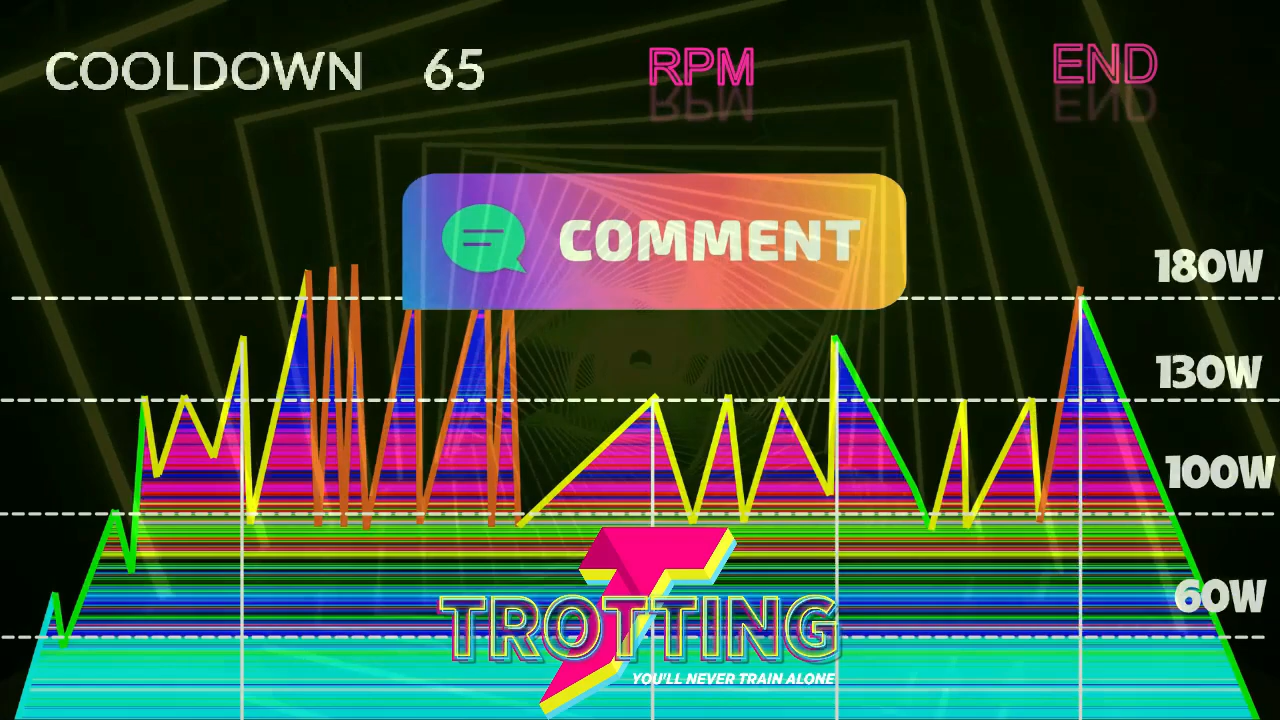 COOLDOWN 65 RPM END
COMMENT
180W
130W
100W
60W
TROTTING
YOU'LL NEVER TRAIN ALONE